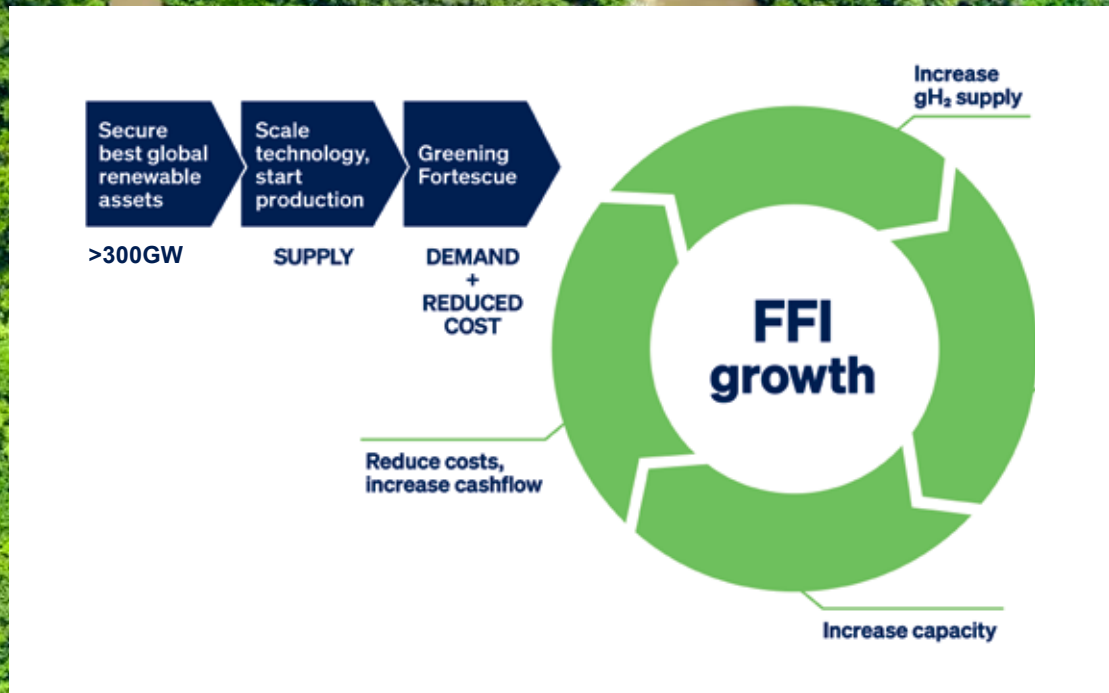 Secure
best global
renewable
assets
>300GW
Scale
technology,
start
production
SUPPLY
Greening
Fortescue
DEMAND
+
REDUCED
COST
Increase
gH₂ supply
FFI
growth
Reduce costs,
increase cashflow
Increase capacity